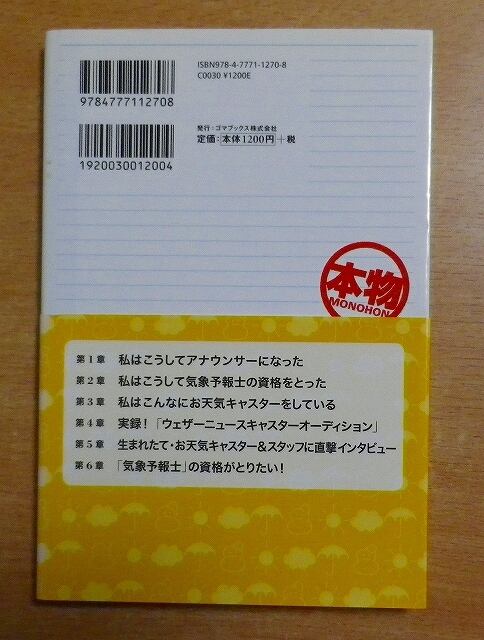 ISBN978-4-7771-1270-8
C0030 ¥1200E
9784777112708
発行:ゴマブックス株式会社
定価:本体1200円+税
1920030012004
本物
MONOHON
第1章 私はこうしてアナウンサーになった
第2章 私はこうして気象予報士の資格をとった
第3章 私はこんなにお天気キャスターをしている
第4章 実録!「ウェザーニュースキャスターオーディション」
第5章 生まれたて・お天気キャスター&スタッフに直撃インタビュー
第6章 「気象予報士」の資格がとりたい!